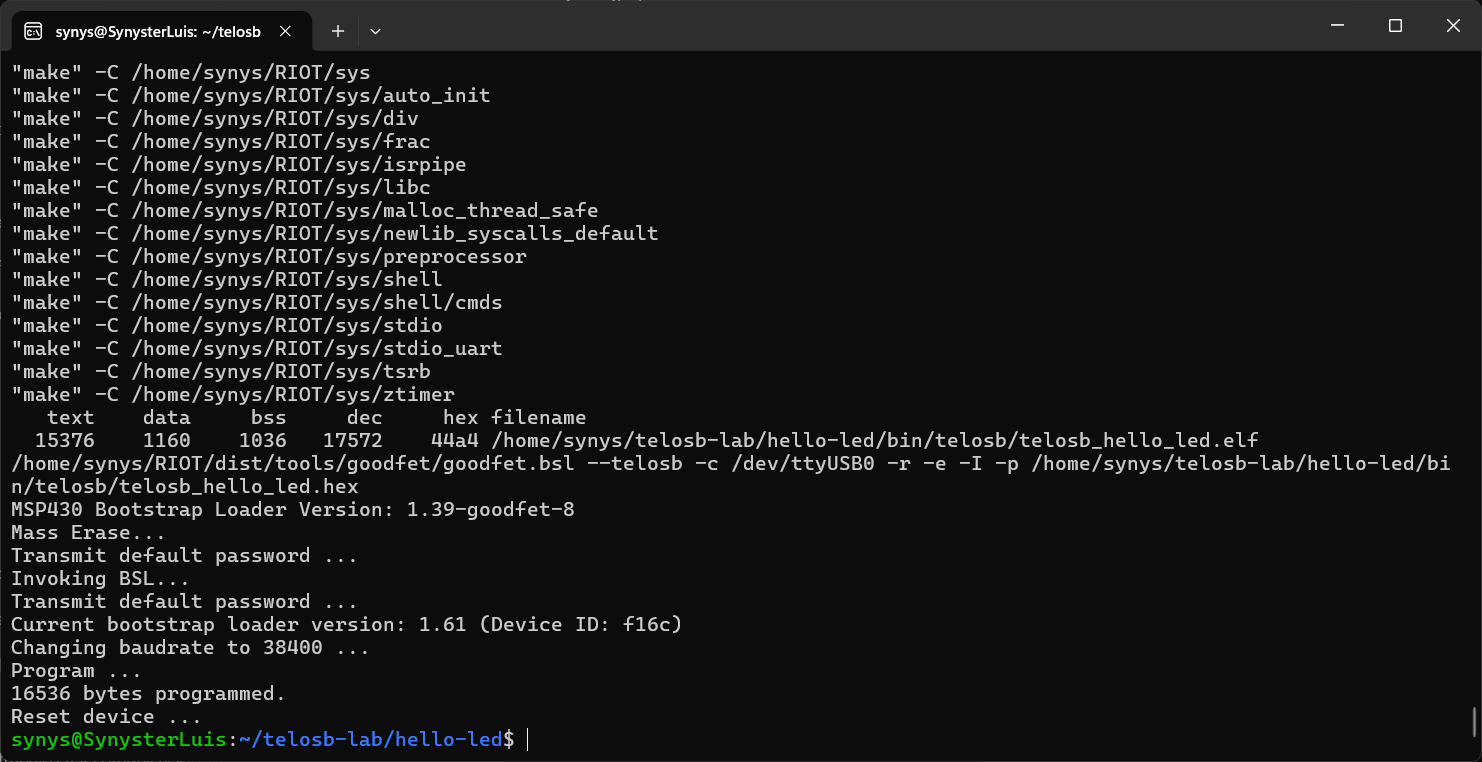 synys@SynysterLuis: ~/telosb
"make" -C /home/synys/RIOT/sys
"make" -C /home/synys/RIOT/sys/auto_init
"make" -C /home/synys/RIOT/sys/div
"make" -C /home/synys/RIOT/sys/frac
"make" -C /home/synys/RIOT/sys/isrpipe
"make" -C /home/synys/RIOT/sys/libc
"make" -C /home/synys/RIOT/sys/malloc_thread_safe
"make" -C /home/synys/RIOT/sys/newlib_syscalls_default
"make" -C /home/synys/RIOT/sys/preprocessor
"make" -C /home/synys/RIOT/sys/shell
"make" -C /home/synys/RIOT/sys/shell/cmds
"make" -C /home/synys/RIOT/sys/stdio
"make" -C /home/synys/RIOT/sys/stdio_uart
"make" -C /home/synys/RIOT/sys/tsrb
"make" -C /home/synys/RIOT/sys/ztimer
   text    data     bss     dec     hex filename
  15376    1160    1036   17572    44a4 /home/synys/telosb-lab/hello-led/bin/telosb/telosb_hello_led.elf
/home/synys/RIOT/dist/tools/goodfet/goodfet.bsl --telosb -c /dev/ttyUSB0 -r -e -I -p /home/synys/telosb-lab/hello-led/bi
n/telosb/telosb_hello_led.hex
MSP430 Bootstrap Loader Version: 1.39-goodfet-8
Mass Erase...
Transmit default password ...
Invoking BSL...
Transmit default password ...
Current bootstrap loader version: 1.61 (Device ID: f16c)
Changing baudrate to 38400 ...
Program ...
16536 bytes programmed.
Reset device ...
synys@SynysterLuis:~/telosb-lab/hello-led$